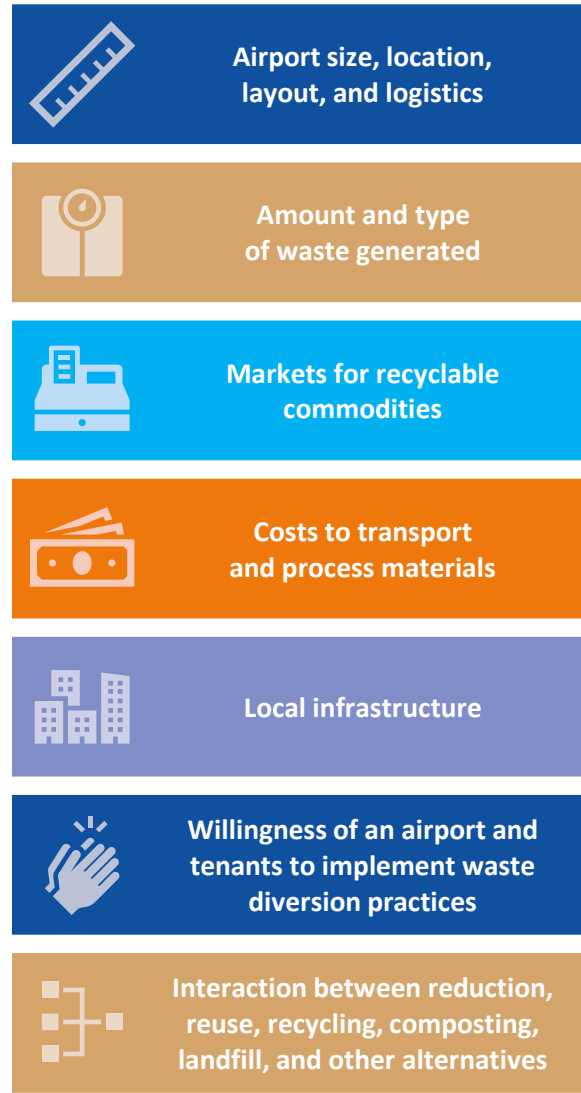 Airport size, location,
layout, and logistics
Amount and type
of waste generated
Markets for recyclable
commodities
Costs to transport
and process materials
Local infrastructure
Willingness of an airport and
tenants to implement waste
diversion practices
Interaction between reduction,
reuse, recycling, composting,
landfill, and other alternatives